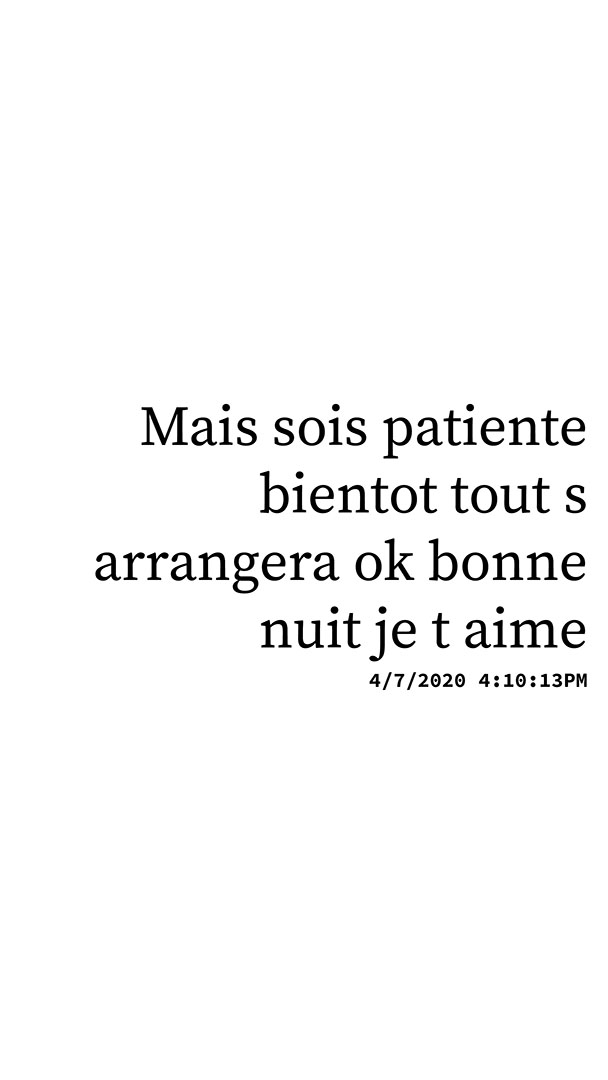 Mais sois patiente
bientot tout s
arrangera ok bonne
nuit je t aime
4/7/2020 4:10:13PM